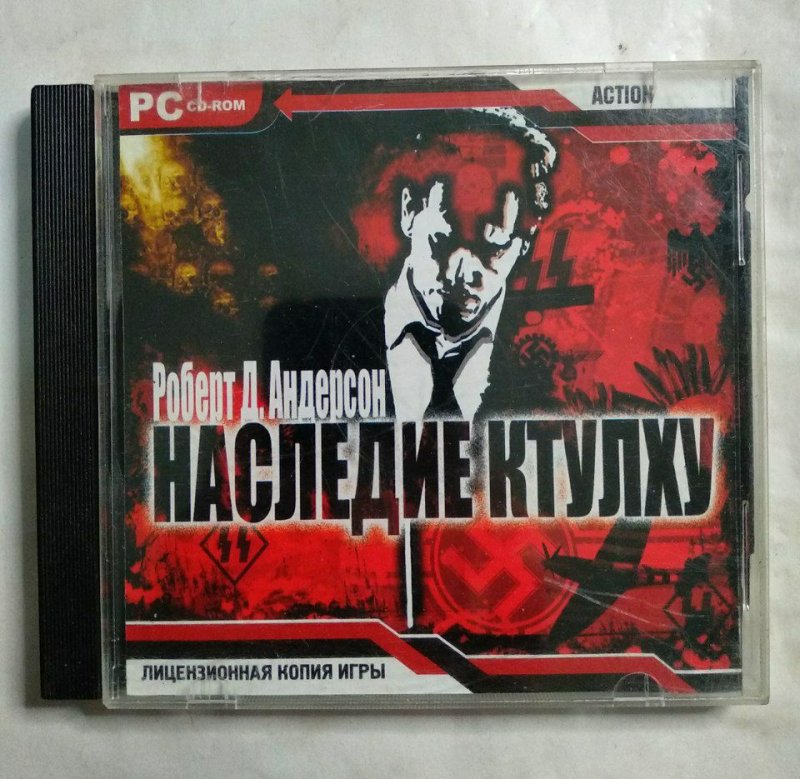 PC CD-ROM
ACTION
Роберт Д. Андерсон
НАСЛЕДИЕ КТУЛХУ
ЛИЦЕНЗИОННАЯ КОПИЯ ИГРЫ